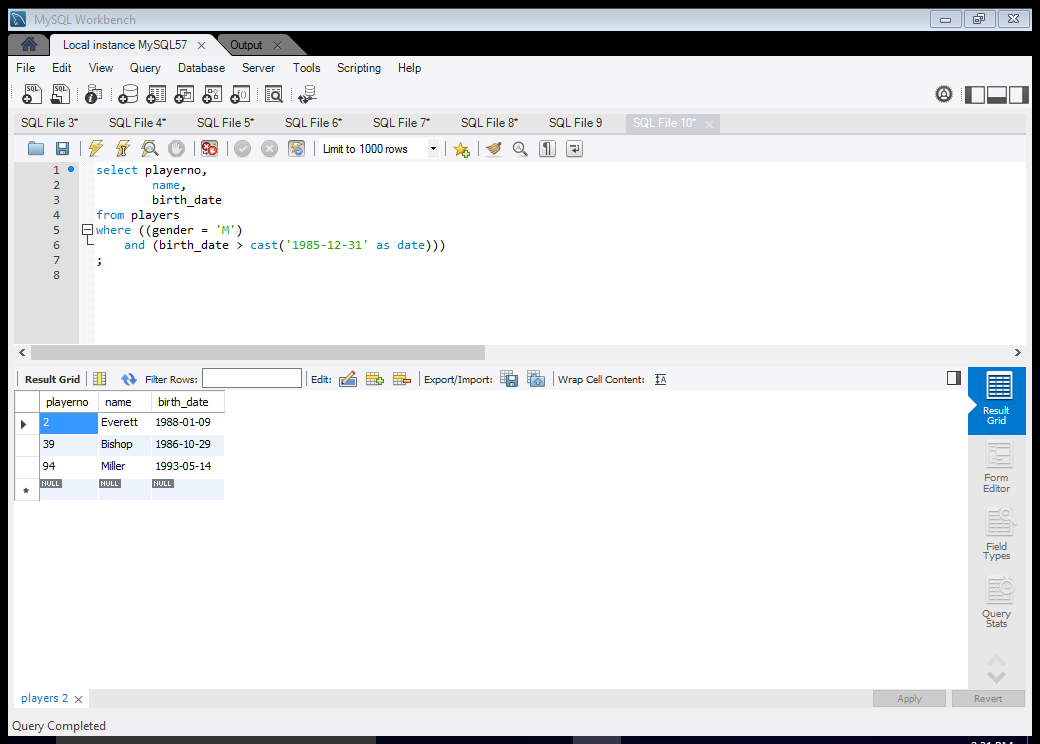 MySQL Workbench
Local instance MySQL57
Output
File Edit View Query Database Server Tools Scripting Help
SQL File 3* SQL File 4* SQL File 5* SQL File 6* SQL File 7* SQL File 8* SQL File 9 SQL File 10*
Limit to 1000 rows
1 select playerno,
2 name,
3 birth_date
4 from players
5 where ((gender = 'M')
6 and (birth_date > cast('1985-12-31' as date)))
7 ;
8
Result Grid Filter Rows: Edit: Export/Import: Wrap Cell Content:
playerno name birth_date
2 Everett 1988-01-09
39 Bishop 1986-10-29
94 Miller 1993-05-14
NULL NULL NULL
Result
Grid
Form
Editor
Field
Types
Query
Stats
players 2
Apply Revert
Query Completed